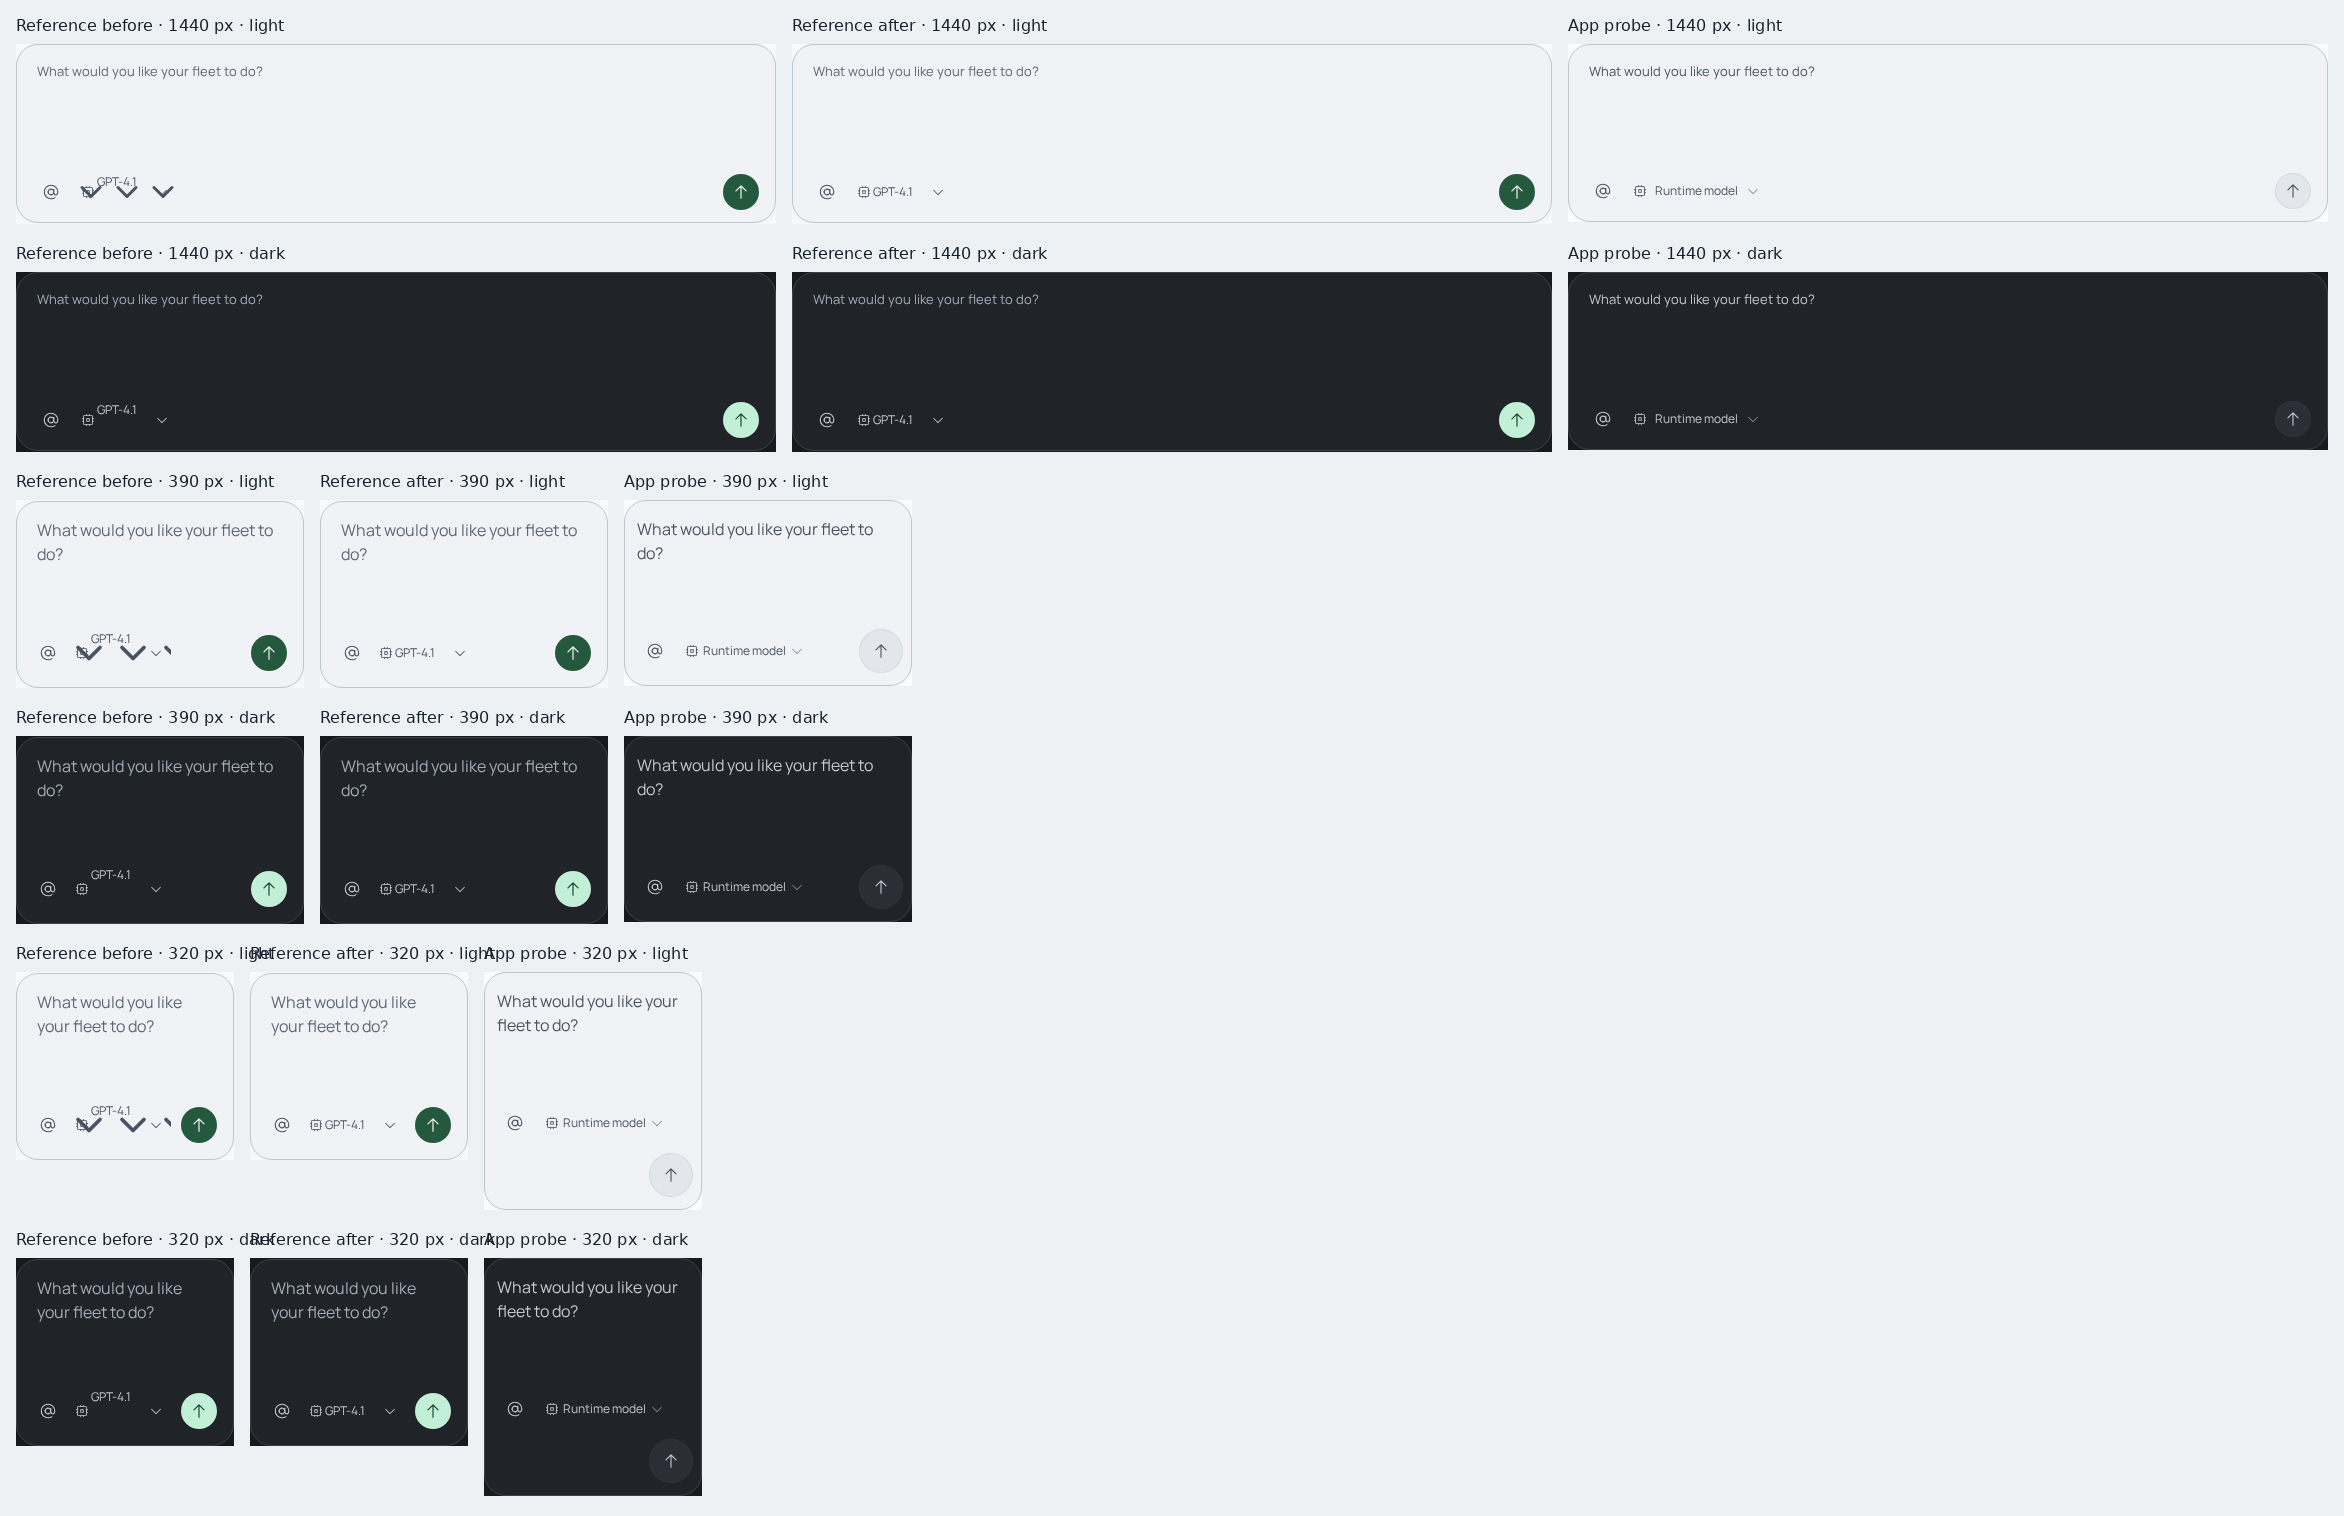 Reference before · 1440 px · light
Reference after · 1440 px · light
App probe · 1440 px · light
What would you like your fleet to do?
What would you like your fleet to do?
What would you like your fleet to do?
GPT-4.1
GPT-4.1
Runtime model
Reference before · 1440 px · dark
Reference after · 1440 px · dark
App probe · 1440 px · dark
What would you like your fleet to do?
What would you like your fleet to do?
What would you like your fleet to do?
GPT-4.1
GPT-4.1
Runtime model
Reference before · 390 px · light
Reference after · 390 px · light
App probe · 390 px · light
What would you like your fleet to
do?
What would you like your fleet to
do?
What would you like your fleet to
do?
GPT-4.1
GPT-4.1
Runtime model
Reference before · 390 px · dark
Reference after · 390 px · dark
App probe · 390 px · dark
What would you like your fleet to
do?
What would you like your fleet to
do?
What would you like your fleet to
do?
GPT-4.1
GPT-4.1
Runtime model
Reference before · 320 px · light
Reference after · 320 px · light
App probe · 320 px · light
What would you like
your fleet to do?
What would you like
your fleet to do?
What would you like your
fleet to do?
GPT-4.1
GPT-4.1
Runtime model
Reference before · 320 px · dark
Reference after · 320 px · dark
App probe · 320 px · dark
What would you like
your fleet to do?
What would you like
your fleet to do?
What would you like your
fleet to do?
GPT-4.1
GPT-4.1
Runtime model